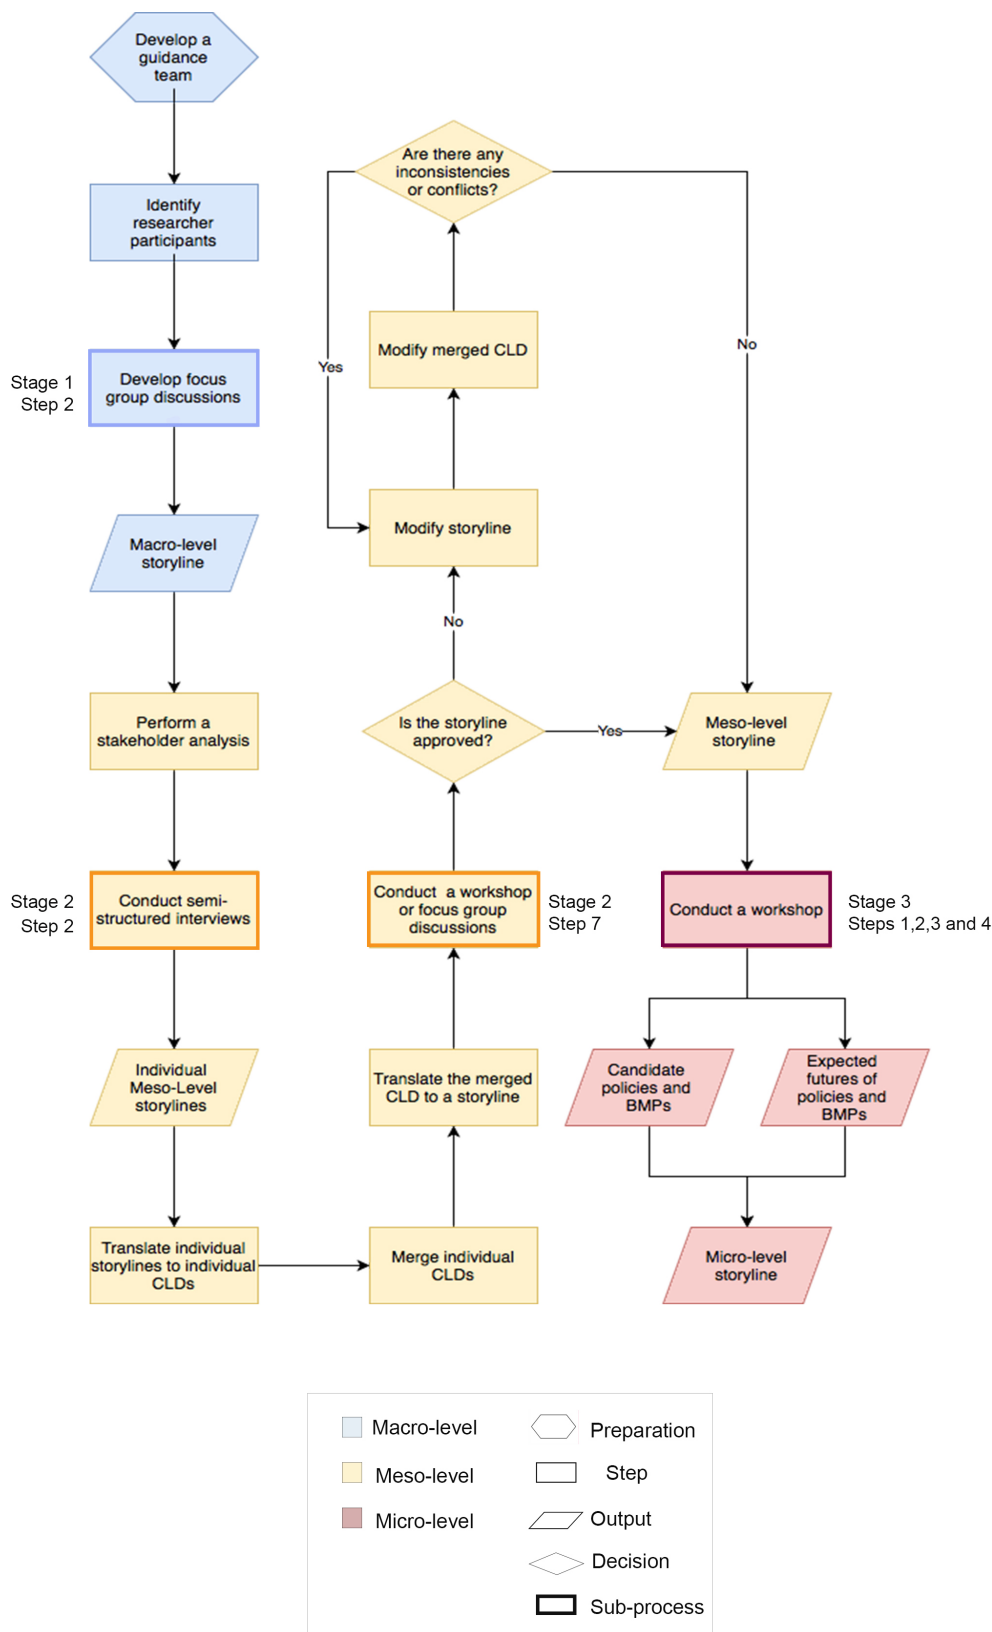 Develop a
guidance
team
Identify
researcher
participants
Stage 1
Step 2
Develop focus
group discussions
Macro-level
storyline
Perform a
stakeholder analysis
Stage 2
Step 2
Conduct semi-
structured interviews
Individual
Meso-Level
storylines
Translate individual
storylines to individual
CLDs
Merge individual
CLDs
Translate the merged
CLD to a storyline
Conduct a workshop
or focus group
discussions
Stage 2
Step 7
Is the storyline
approved?
No
Yes
Modify storyline
Modify merged CLD
Are there any
inconsistencies
or conflicts?
Yes
No
Meso-level
storyline
Conduct a workshop
Stage 3
Steps 1,2,3 and 4
Candidate
policies and
BMPs
Expected
futures of
policies and
BMPs
Micro-level
storyline
Macro-level
Meso-level
Micro-level
Preparation
Step
Output
Decision
Sub-process